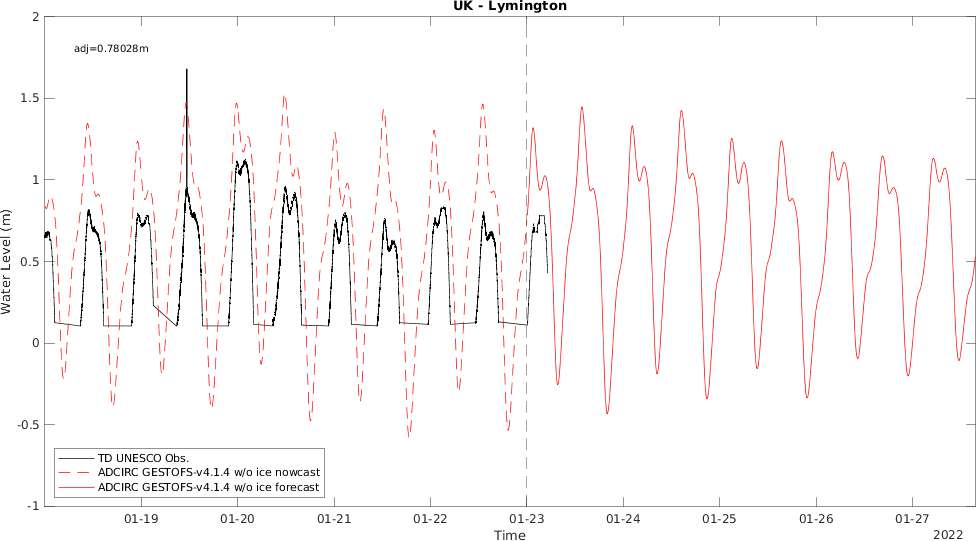 UK - Lymington
adj=0.78028m
Water Level (m)
2
1.5
1
0.5
0
-0.5
-1
TD UNESCO Obs.
ADCIRC GESTOFS-v4.1.4 w/o ice nowcast
ADCIRC GESTOFS-v4.1.4 w/o ice forecast
01-19 01-20 01-21 01-22 01-23 01-24 01-25 01-26 01-27
Time
2022